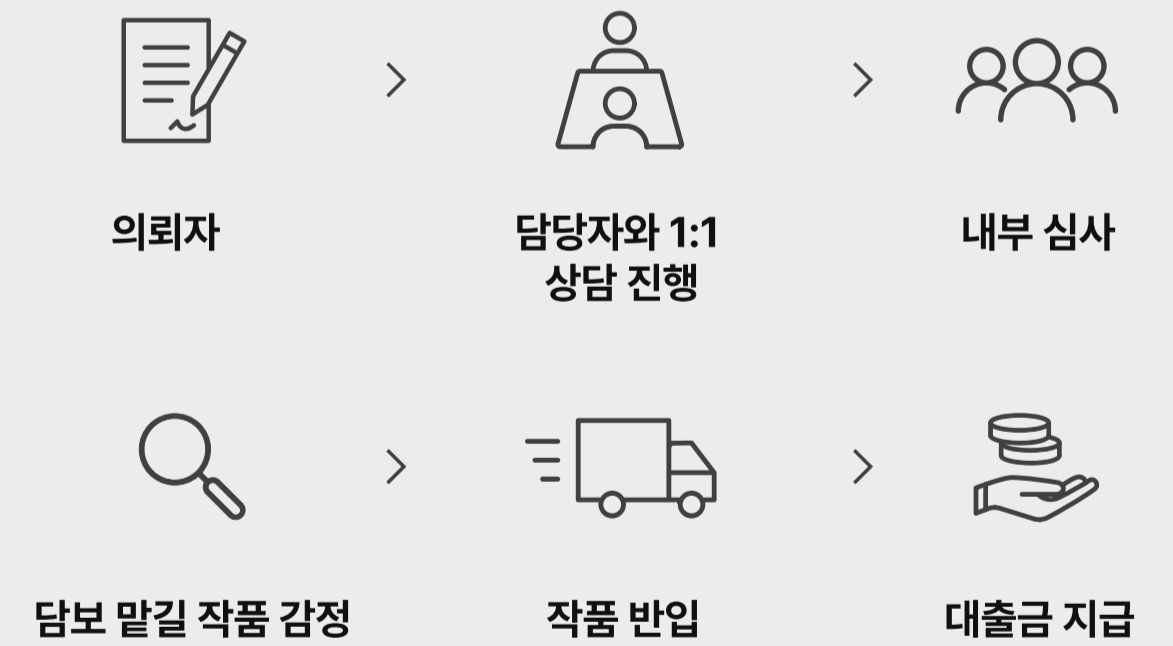 의뢰자
담당자와 1:1
상담 진행
내부 심사
담보 맡길 작품 감정
작품 반입
대출금 지급